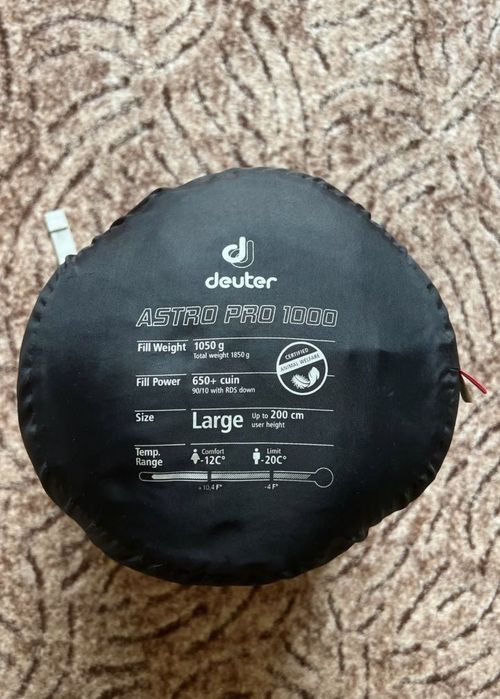 deuter
ASTRO PRO 1000
Fill Weight 1050 g
Total weight 1850 g
CERTIFIED
ANIMAL WELFARE
Fill Power 650+ cuin
90/10 with RDS down
Size Large Up to 200 cm
user height
Temp. Comfort Limit
Range -12C° -20C°
+10,4 F° -4 F°